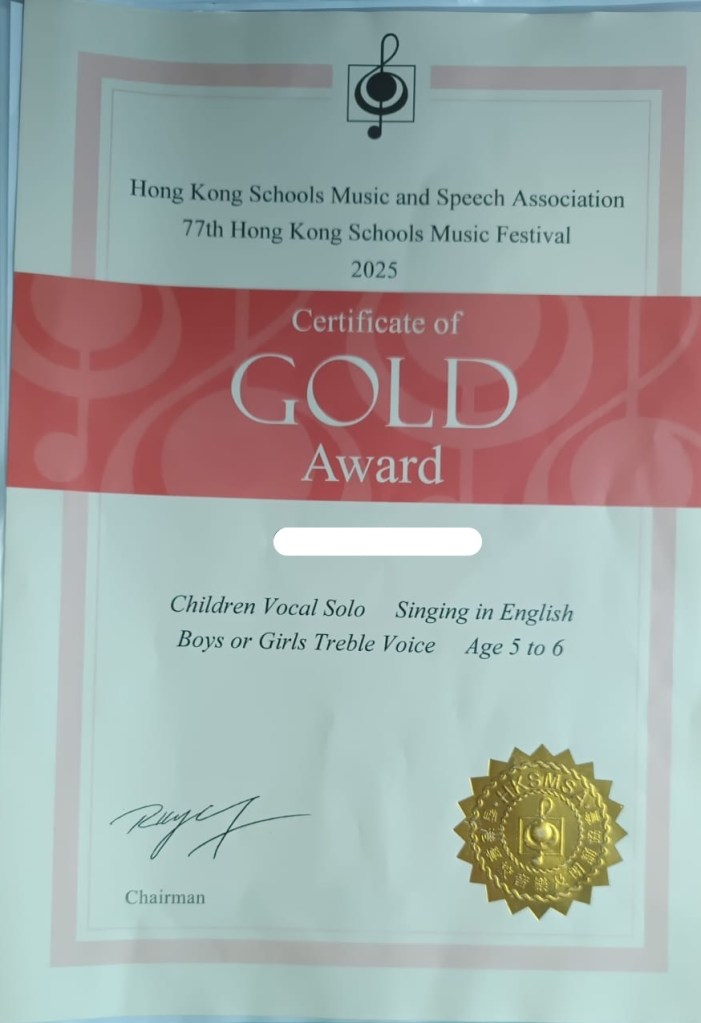 Hong Kong Schools Music and Speech Association
77th Hong Kong Schools Music Festival
2025
Certificate of
GOLD
Award
Children Vocal Solo Singing in English
Boys or Girls Treble Voice Age 5 to 6
Chairman
HKSMSA